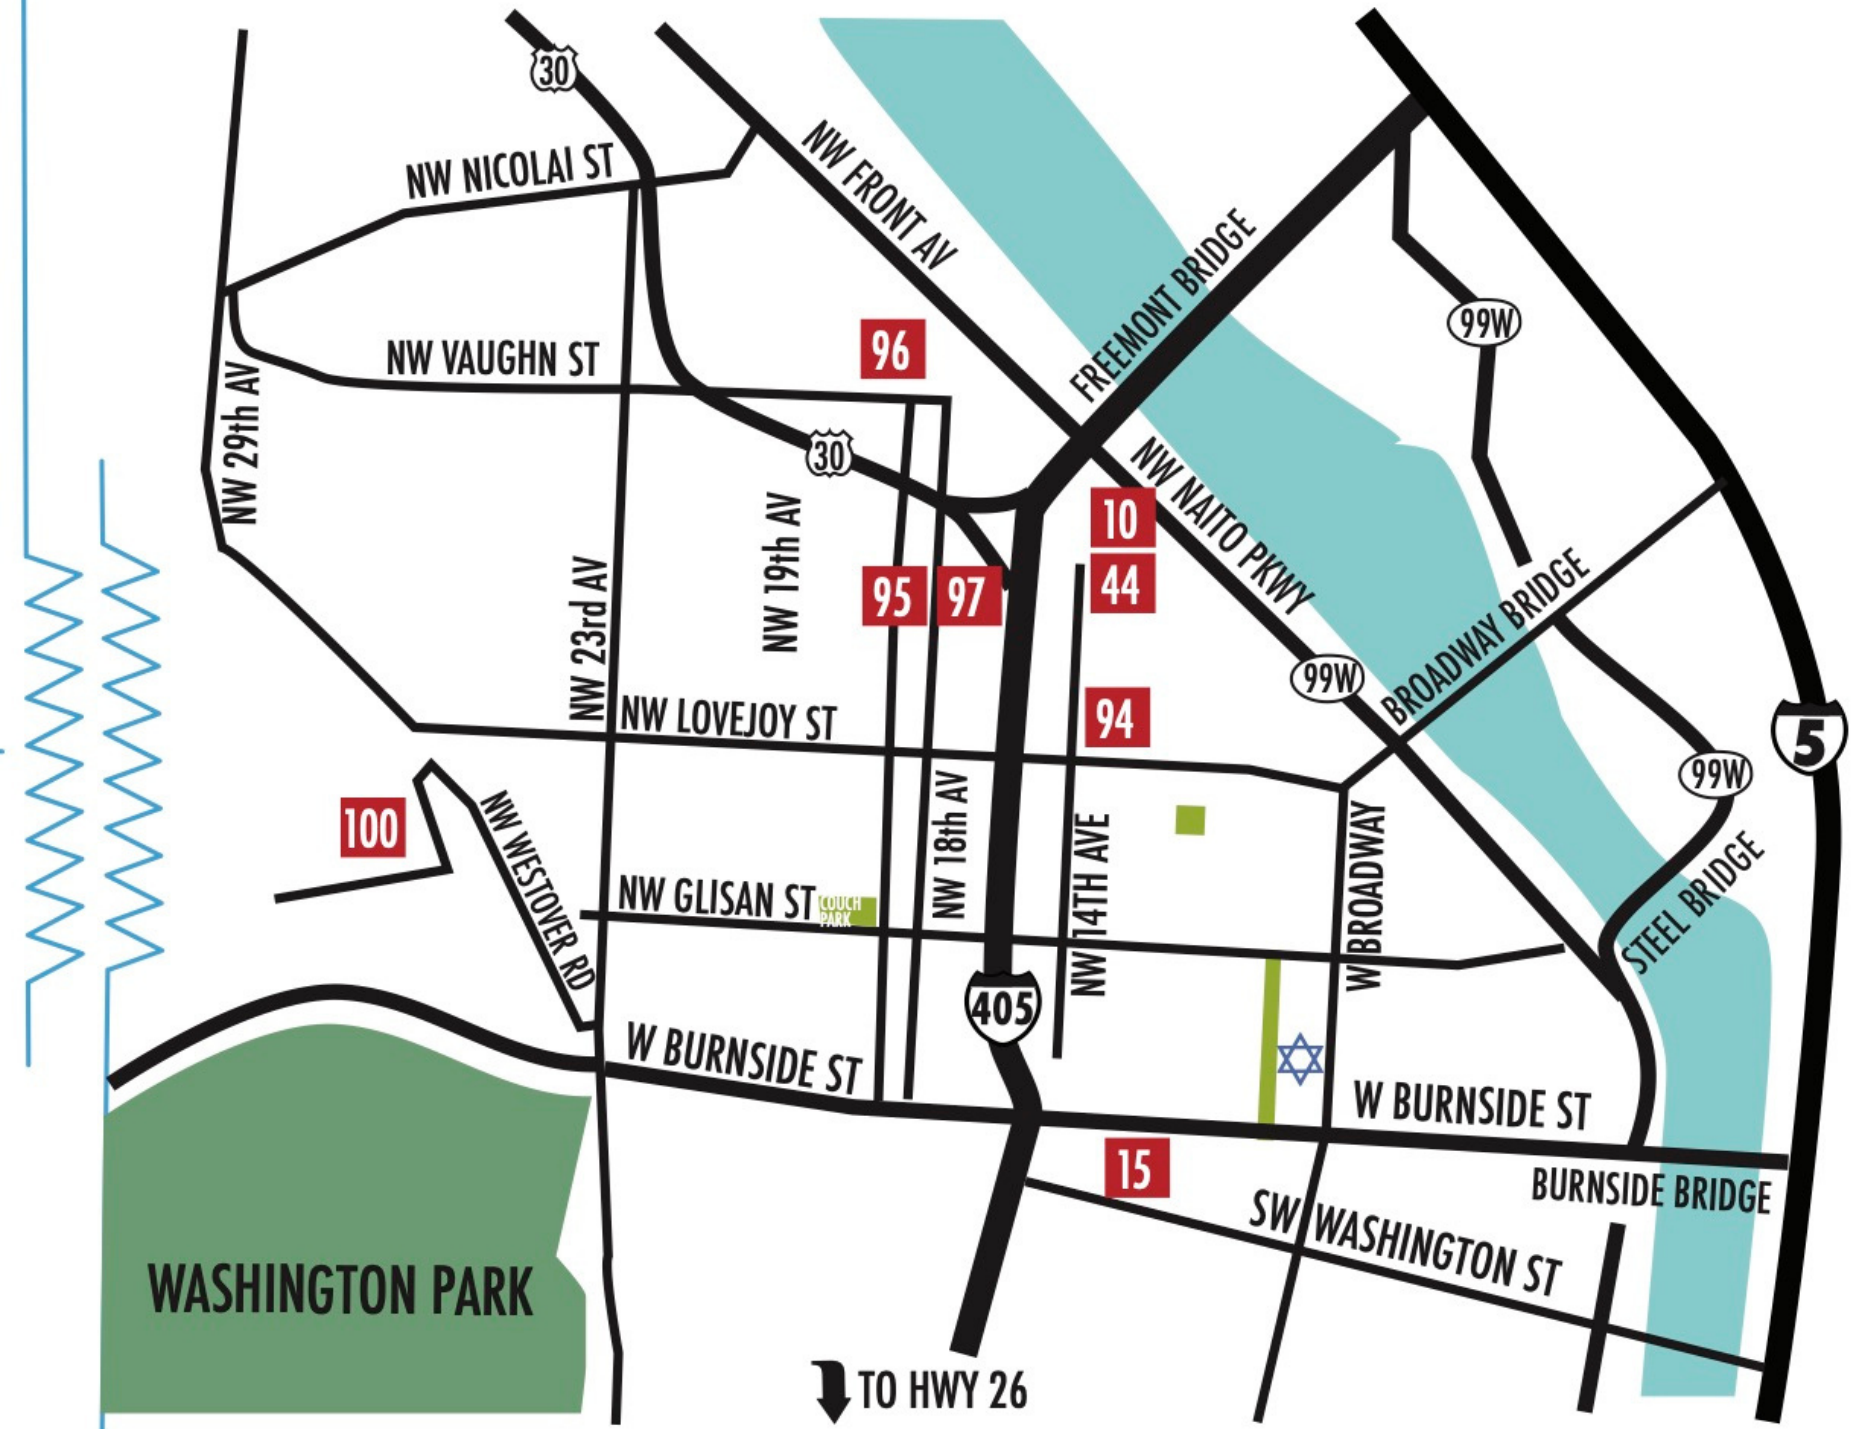 30
NW NICOLAI ST
NW FRONT AV
FREEMONT BRIDGE
99W
96
NW VAUGHN ST
NW 29th AV
30
NW NAITO PKWY
10
44
NW 19th AV
95
97
NW 23rd AV
BROADWAY BRIDGE
99W
NW LOVEJOY ST
94
5
99W
100
NW WESTOVER RD
NW 18th AV
NW 14TH AVE
W BROADWAY
STEEL BRIDGE
NW GLISAN ST
COUCH
PARK
405
W BURNSIDE ST
W BURNSIDE ST
15
BURNSIDE BRIDGE
SW WASHINGTON ST
WASHINGTON PARK
TO HWY 26